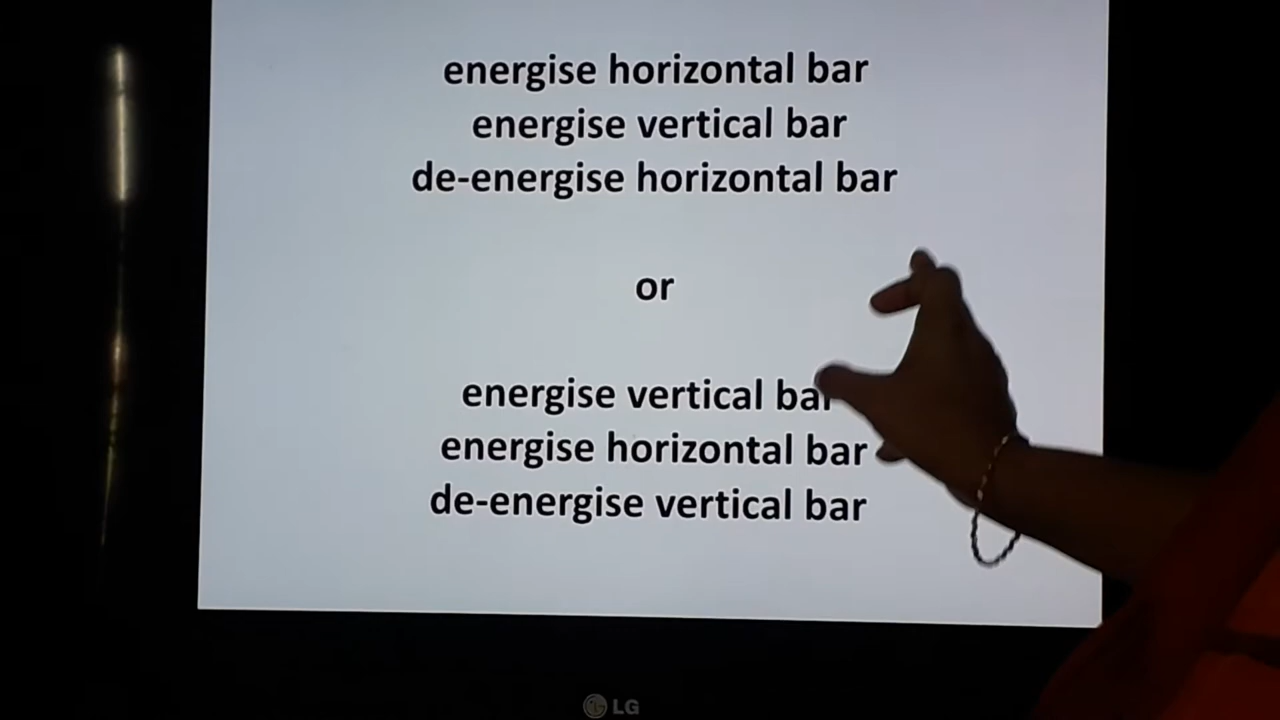 energise horizontal bar
energise vertical bar
de-energise horizontal bar
or
energise vertical bar
energise horizontal bar
de-energise vertical bar
LG